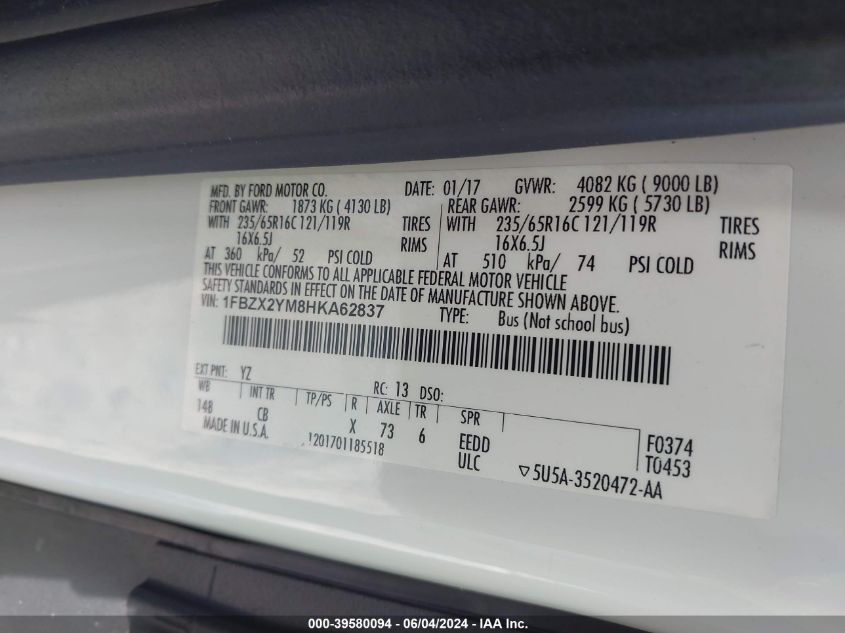 MFD. BY FORD MOTOR CO. DATE: 01/17 GVWR: 4082 KG ( 9000 LB)
FRONT GAWR: 1873 KG ( 4130 LB) REAR GAWR: 2599 KG ( 5730 LB)
WITH 235/65R16C 121/119R TIRES WITH 235/65R16C 121/119R TIRES
16X6.5J RIMS 16X6.5J RIMS
AT 360 kPa/ 52 PSI COLD AT 510 kPa/ 74 PSI COLD
THIS VEHICLE CONFORMS TO ALL APPLICABLE FEDERAL MOTOR VEHICLE
SAFETY STANDARDS IN EFFECT ON THE DATE OF MANUFACTURE SHOWN ABOVE.
VIN: 1FBZX2YM8HKA62837 TYPE: Bus (Not school bus)
EXT PNT: YZ RC: 13 DSO:
WB INT TR TP/PS R AXLE TR SPR
148 CB X 73 6 EEDD F0374
MADE IN U.S.A. 1201701185518 ULC T0453
▽5U5A-3520472-AA
000-39580094 - 06/04/2024 - IAA Inc.